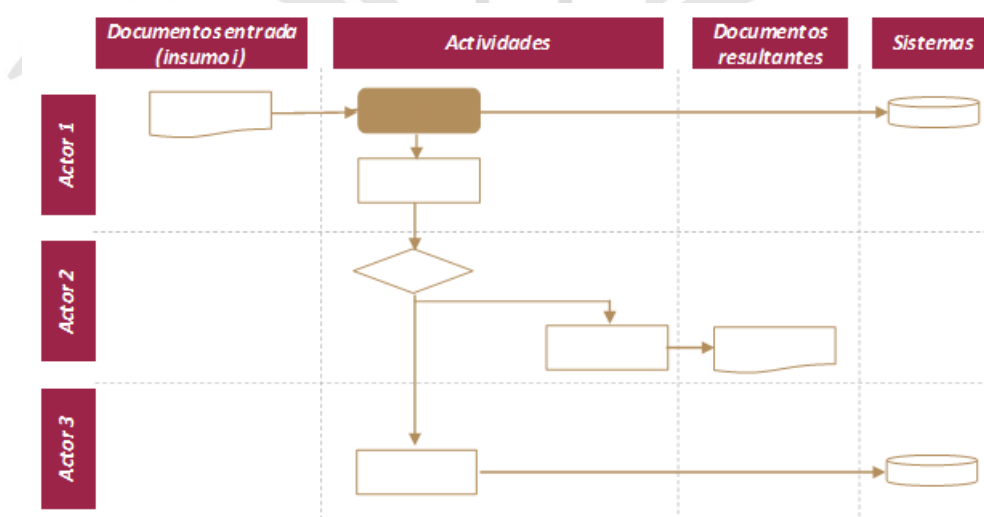 Documentos entrada
(insumo i)
Actividades
Documentos
resultantes
Sistemas
Actor 1
Actor 2
Actor 3